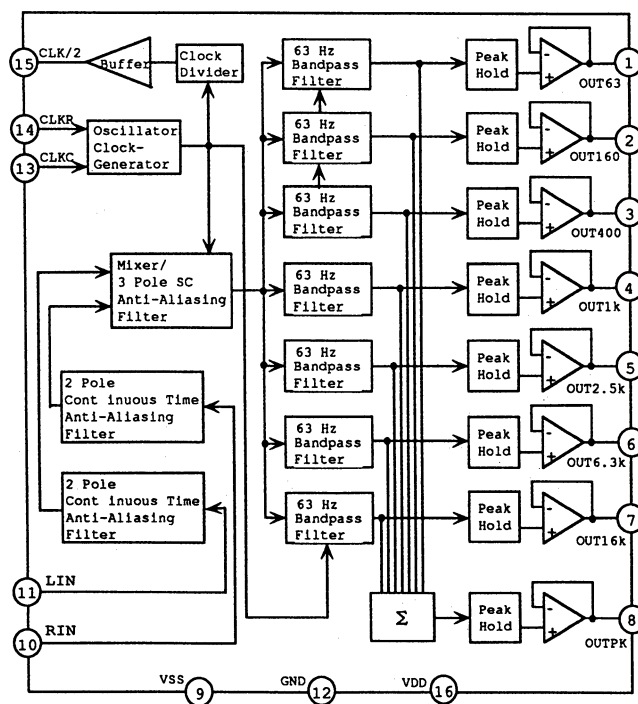 CLK/2
15
Buffer
Clock
Divider
63 Hz
Bandpass
Filter
Peak
Hold
-
+
1
OUT63
CLKR
14
CLKC
13
Oscillator
Clock-
Generator
63 Hz
Bandpass
Filter
Peak
Hold
-
+
2
OUT160
63 Hz
Bandpass
Filter
Peak
Hold
-
+
3
OUT400
Mixer/
3 Pole SC
Anti-Aliasing
Filter
63 Hz
Bandpass
Filter
Peak
Hold
-
+
4
OUT1k
2 Pole
Cont inuous Time
Anti-Aliasing
Filter
63 Hz
Bandpass
Filter
Peak
Hold
-
+
5
OUT2.5k
63 Hz
Bandpass
Filter
Peak
Hold
-
+
6
OUT6.3k
2 Pole
Cont inuous Time
Anti-Aliasing
Filter
63 Hz
Bandpass
Filter
Peak
Hold
-
+
7
OUT16k
LIN
11
RIN
10
Σ
Peak
Hold
-
+
8
OUTPK
VSS
9
GND
12
VDD
16